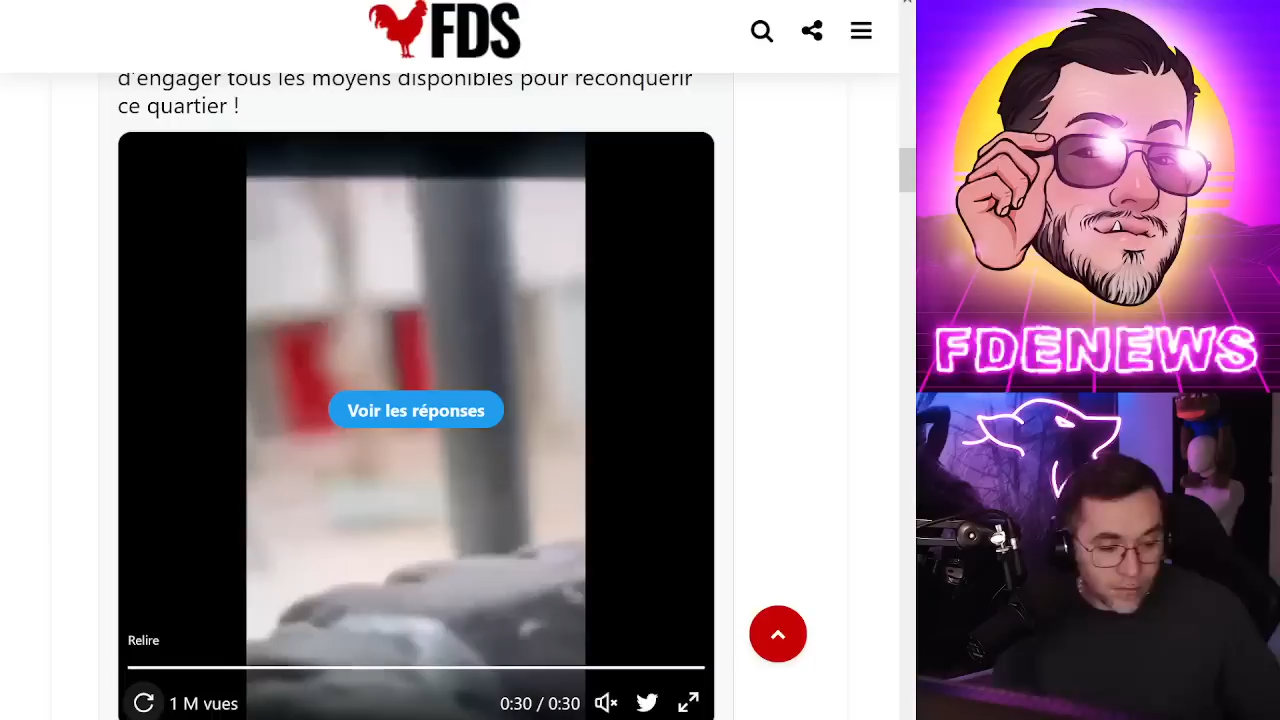 FDS
d'engager tous les moyens disponibles pour reconquérir
ce quartier !
Voir les réponses
Relire
1 M vues
0:30 / 0:30
FDENEWS